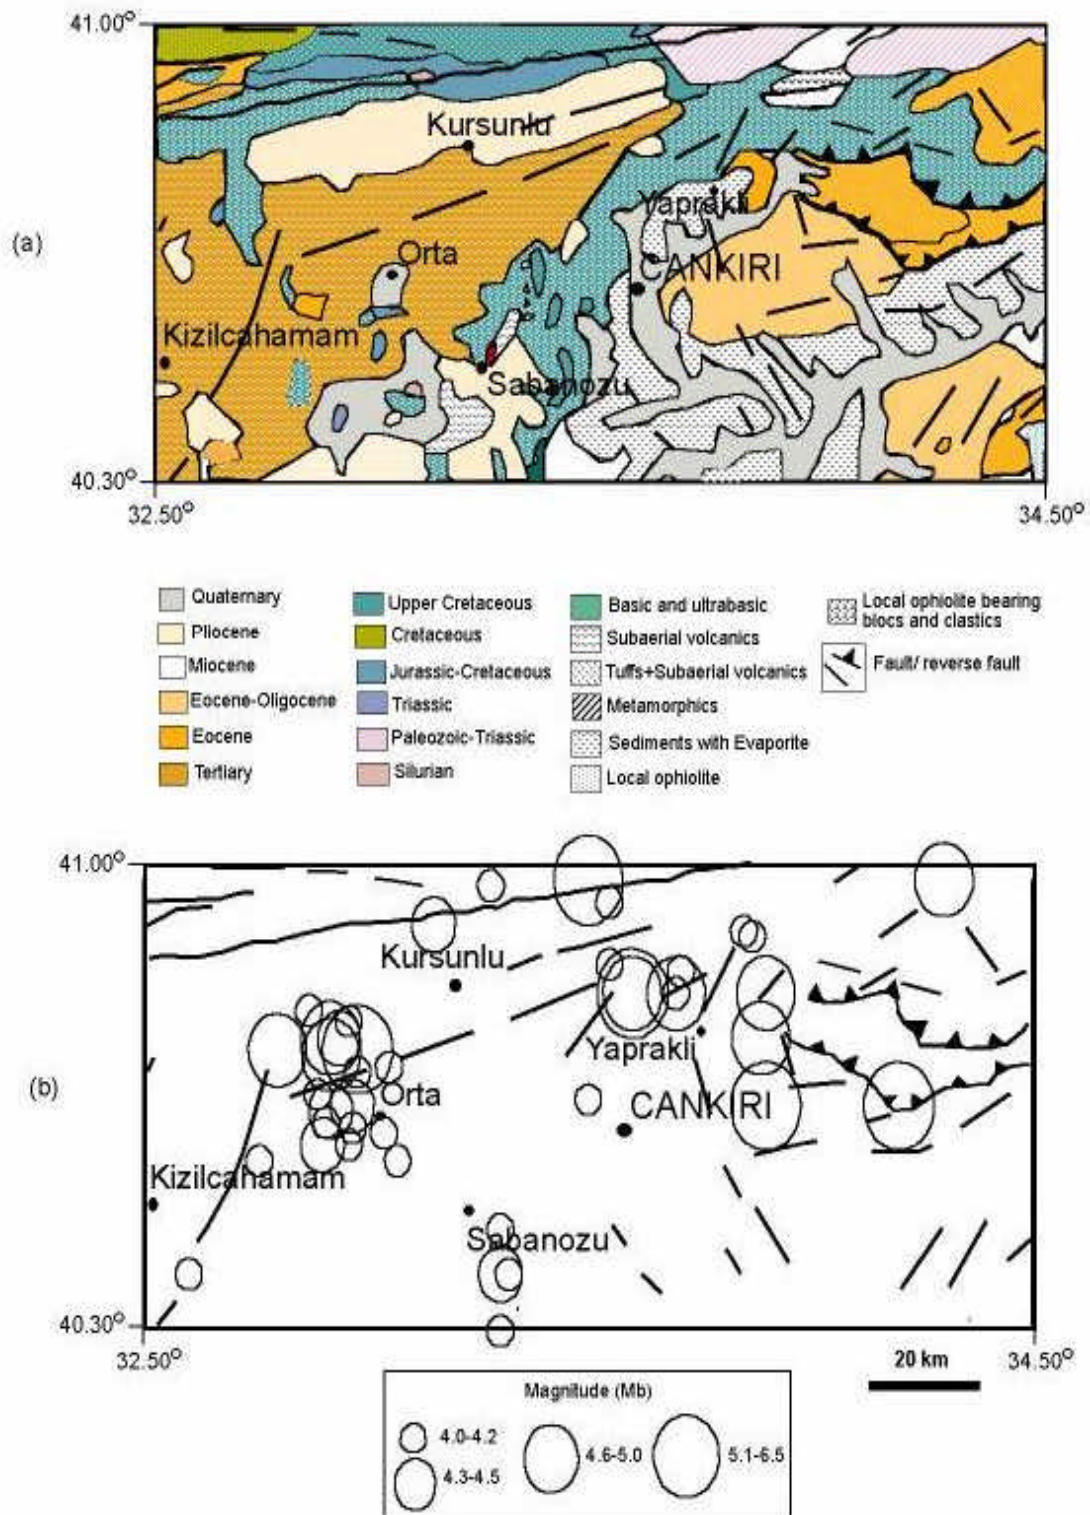 41.00°
Kursunlu
Yaprakli
(a)
Orta
CANKIRI
Kizilcahamam
Sabanozu
40.30°
32.50°
34.50°
Quaternary
Pliocene
Miocene
Eocene-Oligocene
Eocene
Tertiary
Upper Cretaceous
Cretaceous
Jurassic-Cretaceous
Triassic
Paleozoic-Triassic
Silurian
Basic and ultrabasic
Subaerial volcanics
Tuffs+Subaerial volcanics
Metamorphics
Sediments with Evaporite
Local ophiolite
Local ophiolite bearing
blocs and clastics
Fault/ reverse fault
41.00°
Kursunlu
Yaprakli
(b)
Orta
CANKIRI
Kizilcahamam
Sabanozu
40.30°
32.50°
34.50°
20 km
Magnitude (Mb)
4.0-4.2
4.3-4.5
4.6-5.0
5.1-6.5